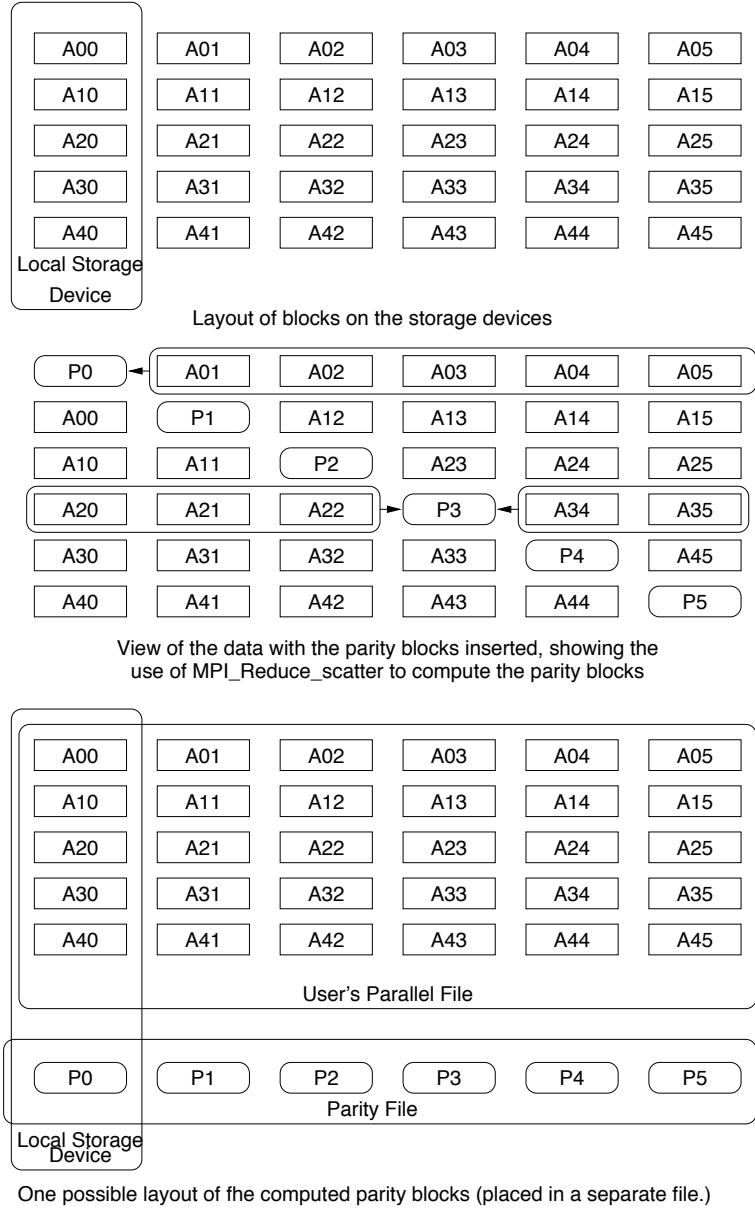 A00 A01 A02 A03 A04 A05
A10 A11 A12 A13 A14 A15
A20 A21 A22 A23 A24 A25
A30 A31 A32 A33 A34 A35
A40 A41 A42 A43 A44 A45
Local Storage
Device
Layout of blocks on the storage devices
P0 A01 A02 A03 A04 A05
A00 P1 A12 A13 A14 A15
A10 A11 P2 A23 A24 A25
A20 A21 A22 P3 A34 A35
A30 A31 A32 A33 P4 A45
A40 A41 A42 A43 A44 P5
View of the data with the parity blocks inserted, showing the
use of MPI_Reduce_scatter to compute the parity blocks
A00 A01 A02 A03 A04 A05
A10 A11 A12 A13 A14 A15
A20 A21 A22 A23 A24 A25
A30 A31 A32 A33 A34 A35
A40 A41 A42 A43 A44 A45
User's Parallel File
P0 P1 P2 P3 P4 P5
Parity File
Local Storage
Device
One possible layout of fhe computed parity blocks (placed in a separate file.)